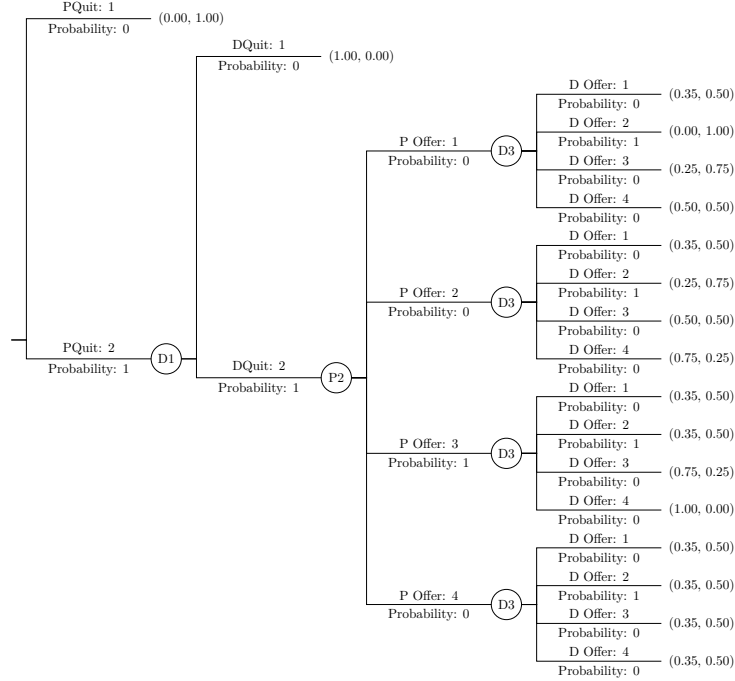 PQuit: 1
Probability: 0
(0.00, 1.00)
DQuit: 1
Probability: 0
(1.00, 0.00)
PQuit: 2
Probability: 1
D1
DQuit: 2
Probability: 1
P2
P Offer: 1
Probability: 0
D3
D Offer: 1
Probability: 0
(0.35, 0.50)
D Offer: 2
Probability: 1
(0.00, 1.00)
D Offer: 3
Probability: 0
(0.25, 0.75)
D Offer: 4
Probability: 0
(0.50, 0.50)
P Offer: 2
Probability: 0
D3
D Offer: 1
Probability: 0
(0.35, 0.50)
D Offer: 2
Probability: 1
(0.25, 0.75)
D Offer: 3
Probability: 0
(0.50, 0.50)
D Offer: 4
Probability: 0
(0.75, 0.25)
P Offer: 3
Probability: 1
D3
D Offer: 1
Probability: 0
(0.35, 0.50)
D Offer: 2
Probability: 1
(0.35, 0.50)
D Offer: 3
Probability: 0
(0.75, 0.25)
D Offer: 4
Probability: 0
(1.00, 0.00)
P Offer: 4
Probability: 0
D3
D Offer: 1
Probability: 0
(0.35, 0.50)
D Offer: 2
Probability: 1
(0.35, 0.50)
D Offer: 3
Probability: 0
(0.35, 0.50)
D Offer: 4
Probability: 0
(0.35, 0.50)